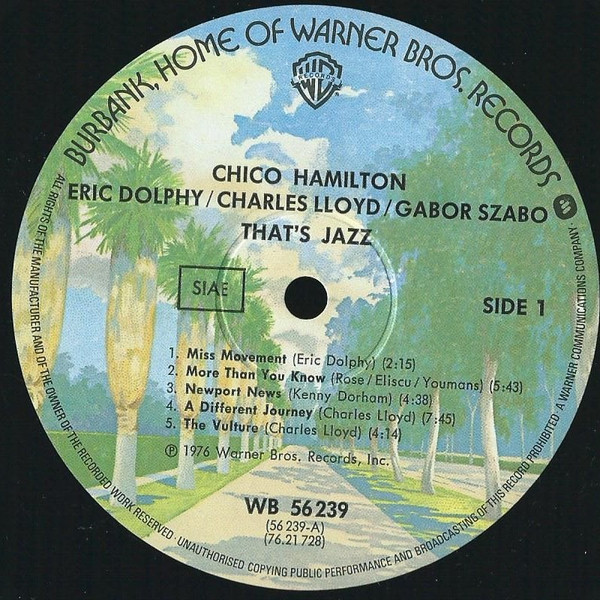 BURBANK, HOME OF WARNER BROS. RECORDS
WB
RECORDS
CHICO HAMILTON
ERIC DOLPHY / CHARLES LLOYD / GABOR SZABO
THAT'S JAZZ
SIAE
SIDE 1
1. Miss Movement (Eric Dolphy) (2:15)
2. More Than You Know (Rose / Eliscu / Youmans) (5:43)
3. Newport News (Kenny Dorham) (4:38)
4. A Different Journey (Charles Lloyd) (7:45)
5. The Vulture (Charles Lloyd) (4:14)
℗ 1976 Warner Bros. Records, Inc.
WB 56 239
(56 239-A)
(76.21 728)
ALL RIGHTS OF THE MANUFACTURER AND OF THE OWNER OF THE RECORDED WORK RESERVED · UNAUTHORISED COPYING PUBLIC PERFORMANCE AND BROADCASTING OF THIS RECORD PROHIBITED A WARNER COMMUNICATIONS COMPANY